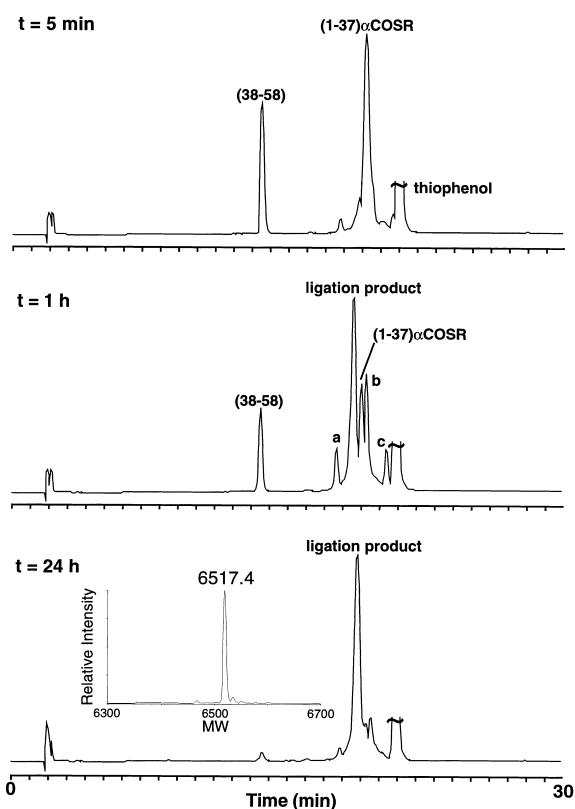 t = 5 min
(1-37)αCOSR
(38-58)
thiophenol
t = 1 h
ligation product
(1-37)αCOSR
b
(38-58)
a
c
t = 24 h
ligation product
6517.4
Relative Intensity
6300
6500
6700
MW
0
30
Time (min)